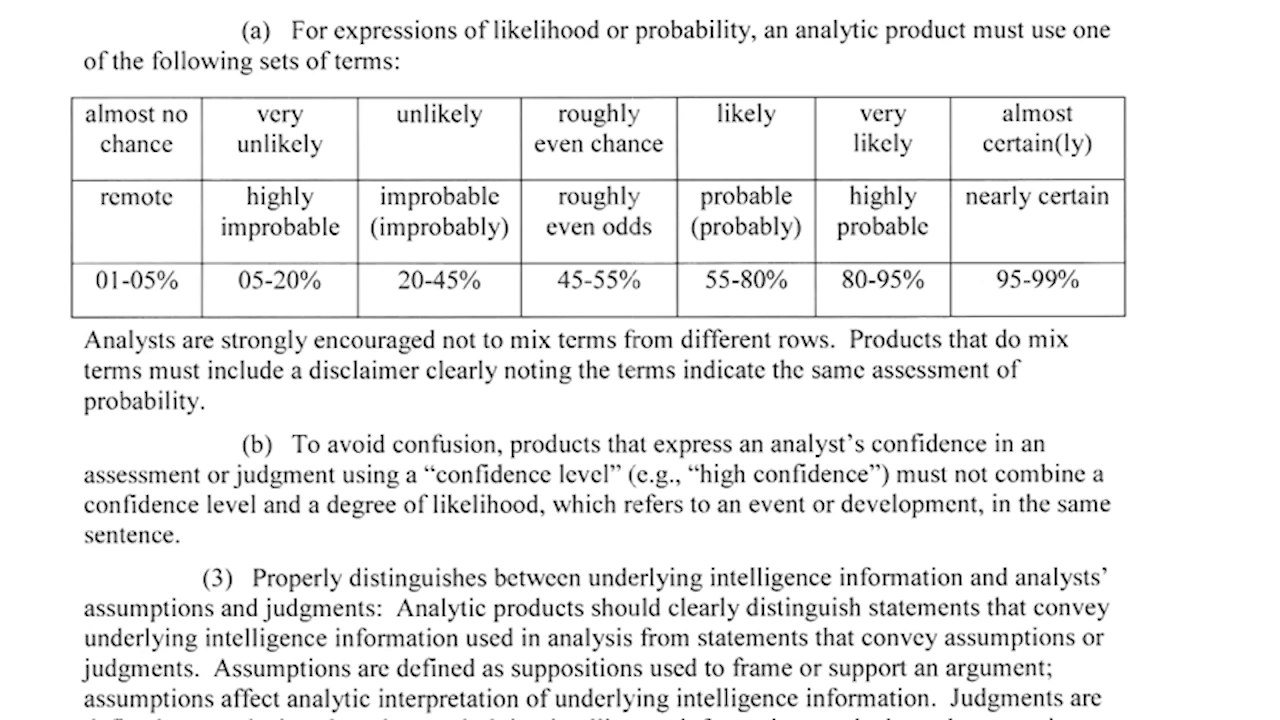 (a) For expressions of likelihood or probability, an analytic product must use one
of the following sets of terms:
almost no chance | very unlikely | unlikely | roughly even chance | likely | very likely | almost certain(ly)
remote | highly improbable | improbable (improbably) | roughly even odds | probable (probably) | highly probable | nearly certain
01-05% | 05-20% | 20-45% | 45-55% | 55-80% | 80-95% | 95-99%
Analysts are strongly encouraged not to mix terms from different rows. Products that do mix
terms must include a disclaimer clearly noting the terms indicate the same assessment of
probability.
(b) To avoid confusion, products that express an analyst's confidence in an
assessment or judgment using a “confidence level” (e.g., “high confidence”) must not combine a
confidence level and a degree of likelihood, which refers to an event or development, in the same
sentence.
(3) Properly distinguishes between underlying intelligence information and analysts’
assumptions and judgments: Analytic products should clearly distinguish statements that convey
underlying intelligence information used in analysis from statements that convey assumptions or
judgments. Assumptions are defined as suppositions used to frame or support an argument;
assumptions affect analytic interpretation of underlying intelligence information. Judgments are